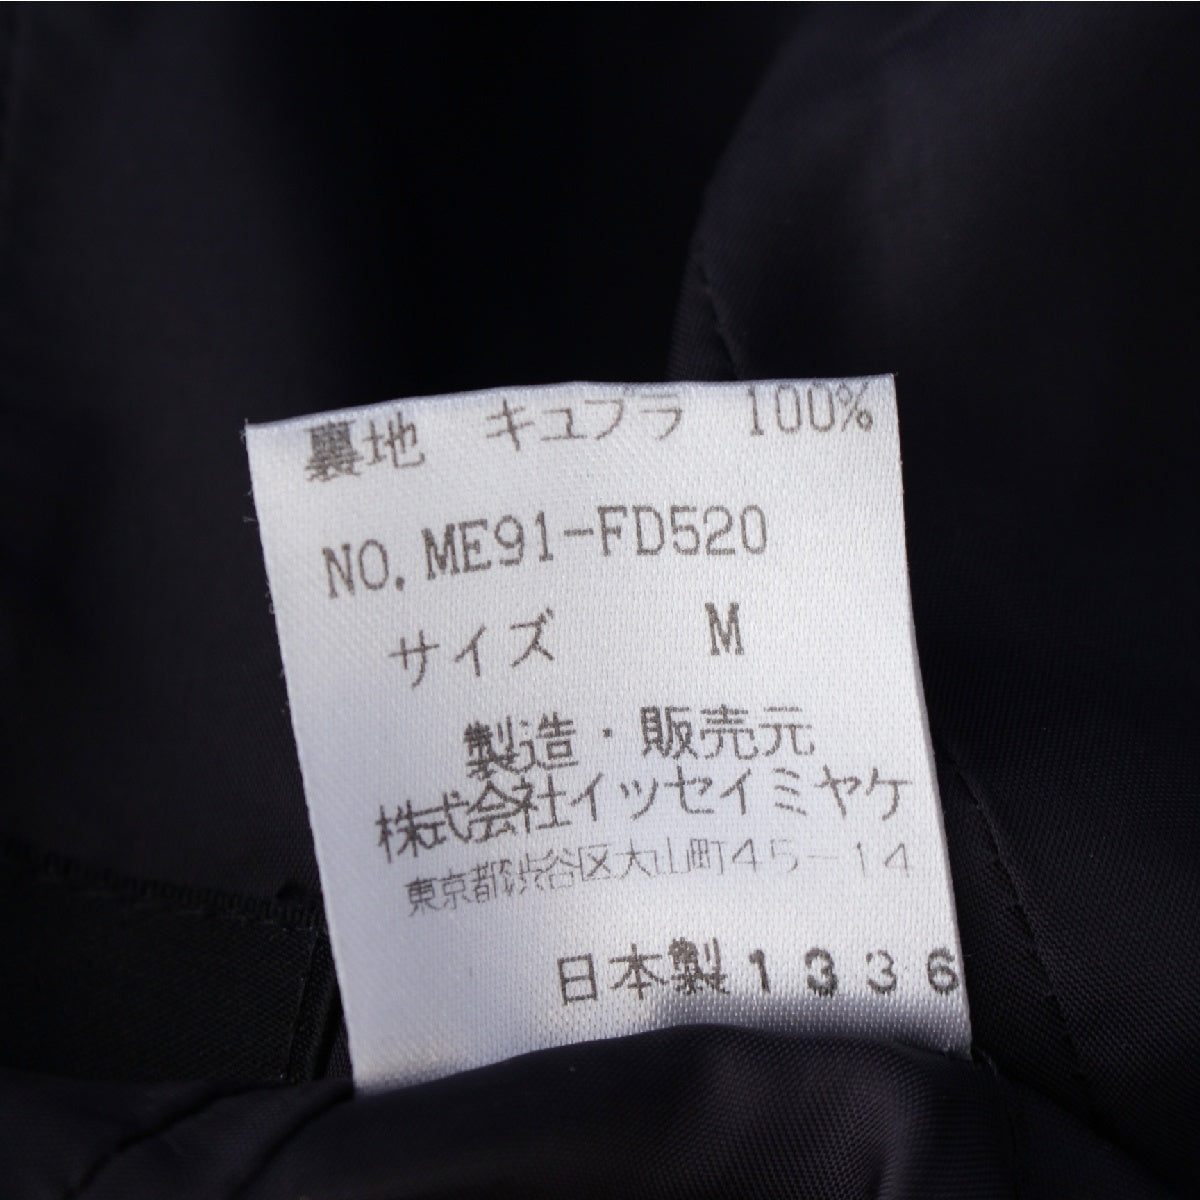 裏地 キュプラ 100%
NO.ME91-FD520
サイズ M
製造・販売元
株式会社イッセイミヤケ
東京都渋谷区大山町45-14
日本製1336